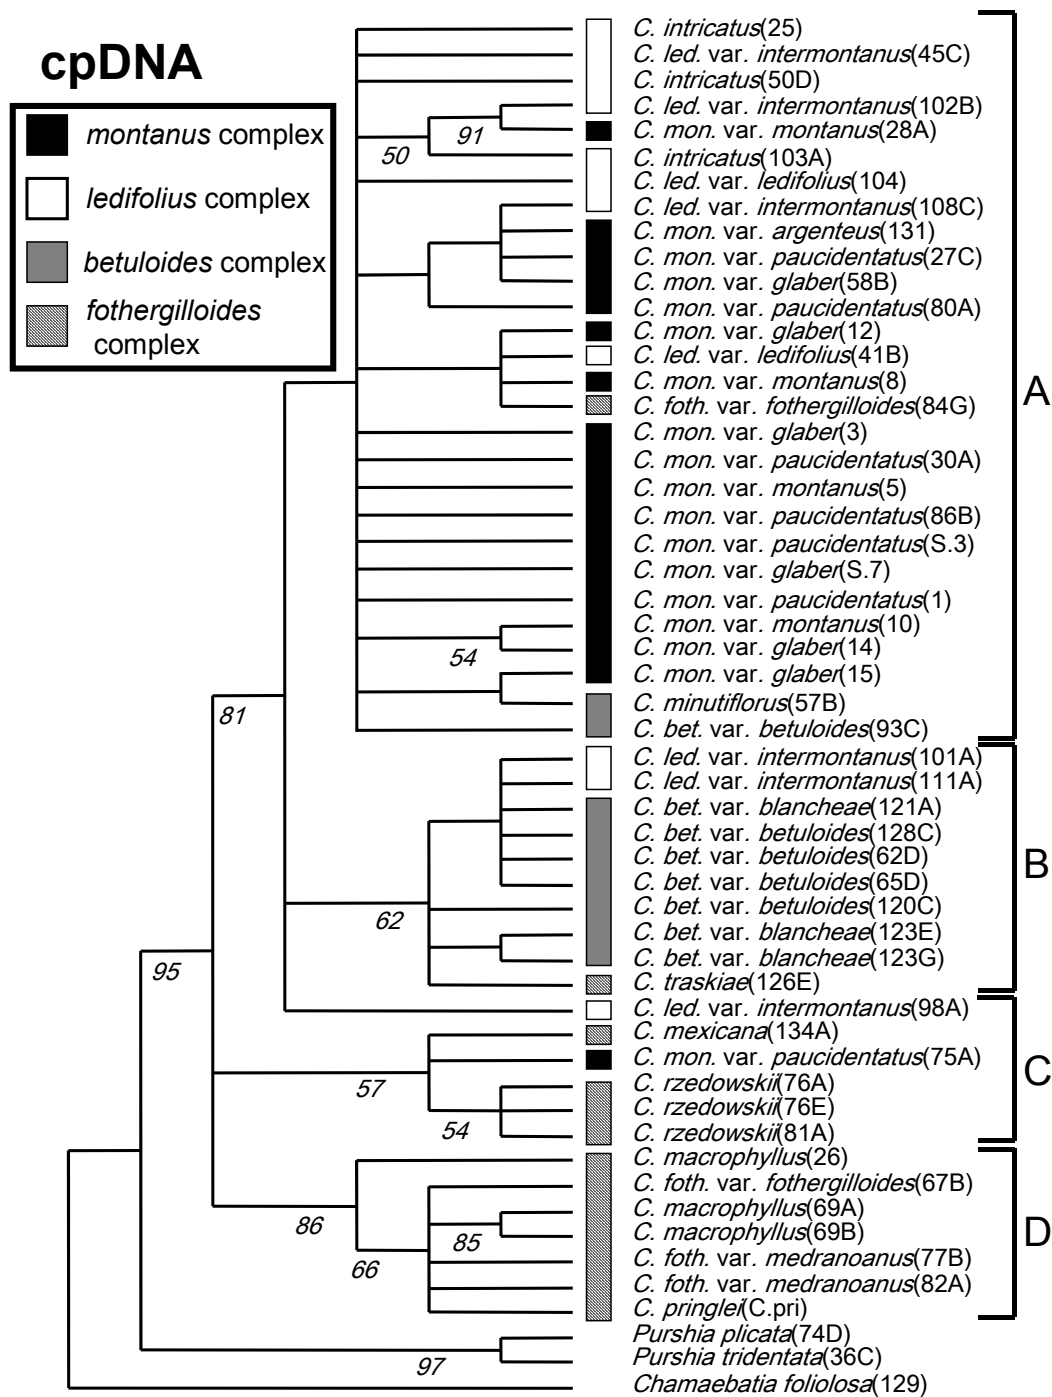 cpDNA
montanus complex
ledifolius complex
betuloides complex
fothergilloides
complex
C. intricatus(25)
C. led. var. intermontanus(45C)
C. intricatus(50D)
C. led. var. intermontanus(102B)
91
C. mon. var. montanus(28A)
50
C. intricatus(103A)
C. led. var. ledifolius(104)
C. led. var. intermontanus(108C)
C. mon. var. argenteus(131)
C. mon. var. paucidentatus(27C)
C. mon. var. glaber(58B)
C. mon. var. paucidentatus(80A)
C. mon. var. glaber(12)
C. led. var. ledifolius(41B)
C. mon. var. montanus(8)
A
C. foth. var. fothergilloides(84G)
C. mon. var. glaber(3)
C. mon. var. paucidentatus(30A)
C. mon. var. montanus(5)
C. mon. var. paucidentatus(86B)
C. mon. var. paucidentatus(S.3)
C. mon. var. glaber(S.7)
C. mon. var. paucidentatus(1)
C. mon. var. montanus(10)
C. mon. var. glaber(14)
54
C. mon. var. glaber(15)
C. minutiflorus(57B)
81
C. bet. var. betuloides(93C)
C. led. var. intermontanus(101A)
C. led. var. intermontanus(111A)
C. bet. var. blancheae(121A)
C. bet. var. betuloides(128C)
C. bet. var. betuloides(62D)
B
C. bet. var. betuloides(65D)
C. bet. var. betuloides(120C)
62
C. bet. var. blancheae(123E)
C. bet. var. blancheae(123G)
95
C. traskiae(126E)
C. led. var. intermontanus(98A)
C. mexicana(134A)
C. mon. var. paucidentatus(75A)
C
57
C. rzedowskii(76A)
C. rzedowskii(76E)
54
C. rzedowskii(81A)
C. macrophyllus(26)
C. foth. var. fothergilloides(67B)
C. macrophyllus(69A)
86
C. macrophyllus(69B)
D
85
C. foth. var. medranoanus(77B)
66
C. foth. var. medranoanus(82A)
C. pringlei(C.pri)
Purshia plicata(74D)
Purshia tridentata(36C)
97
Chamaebatia foliolosa(129)